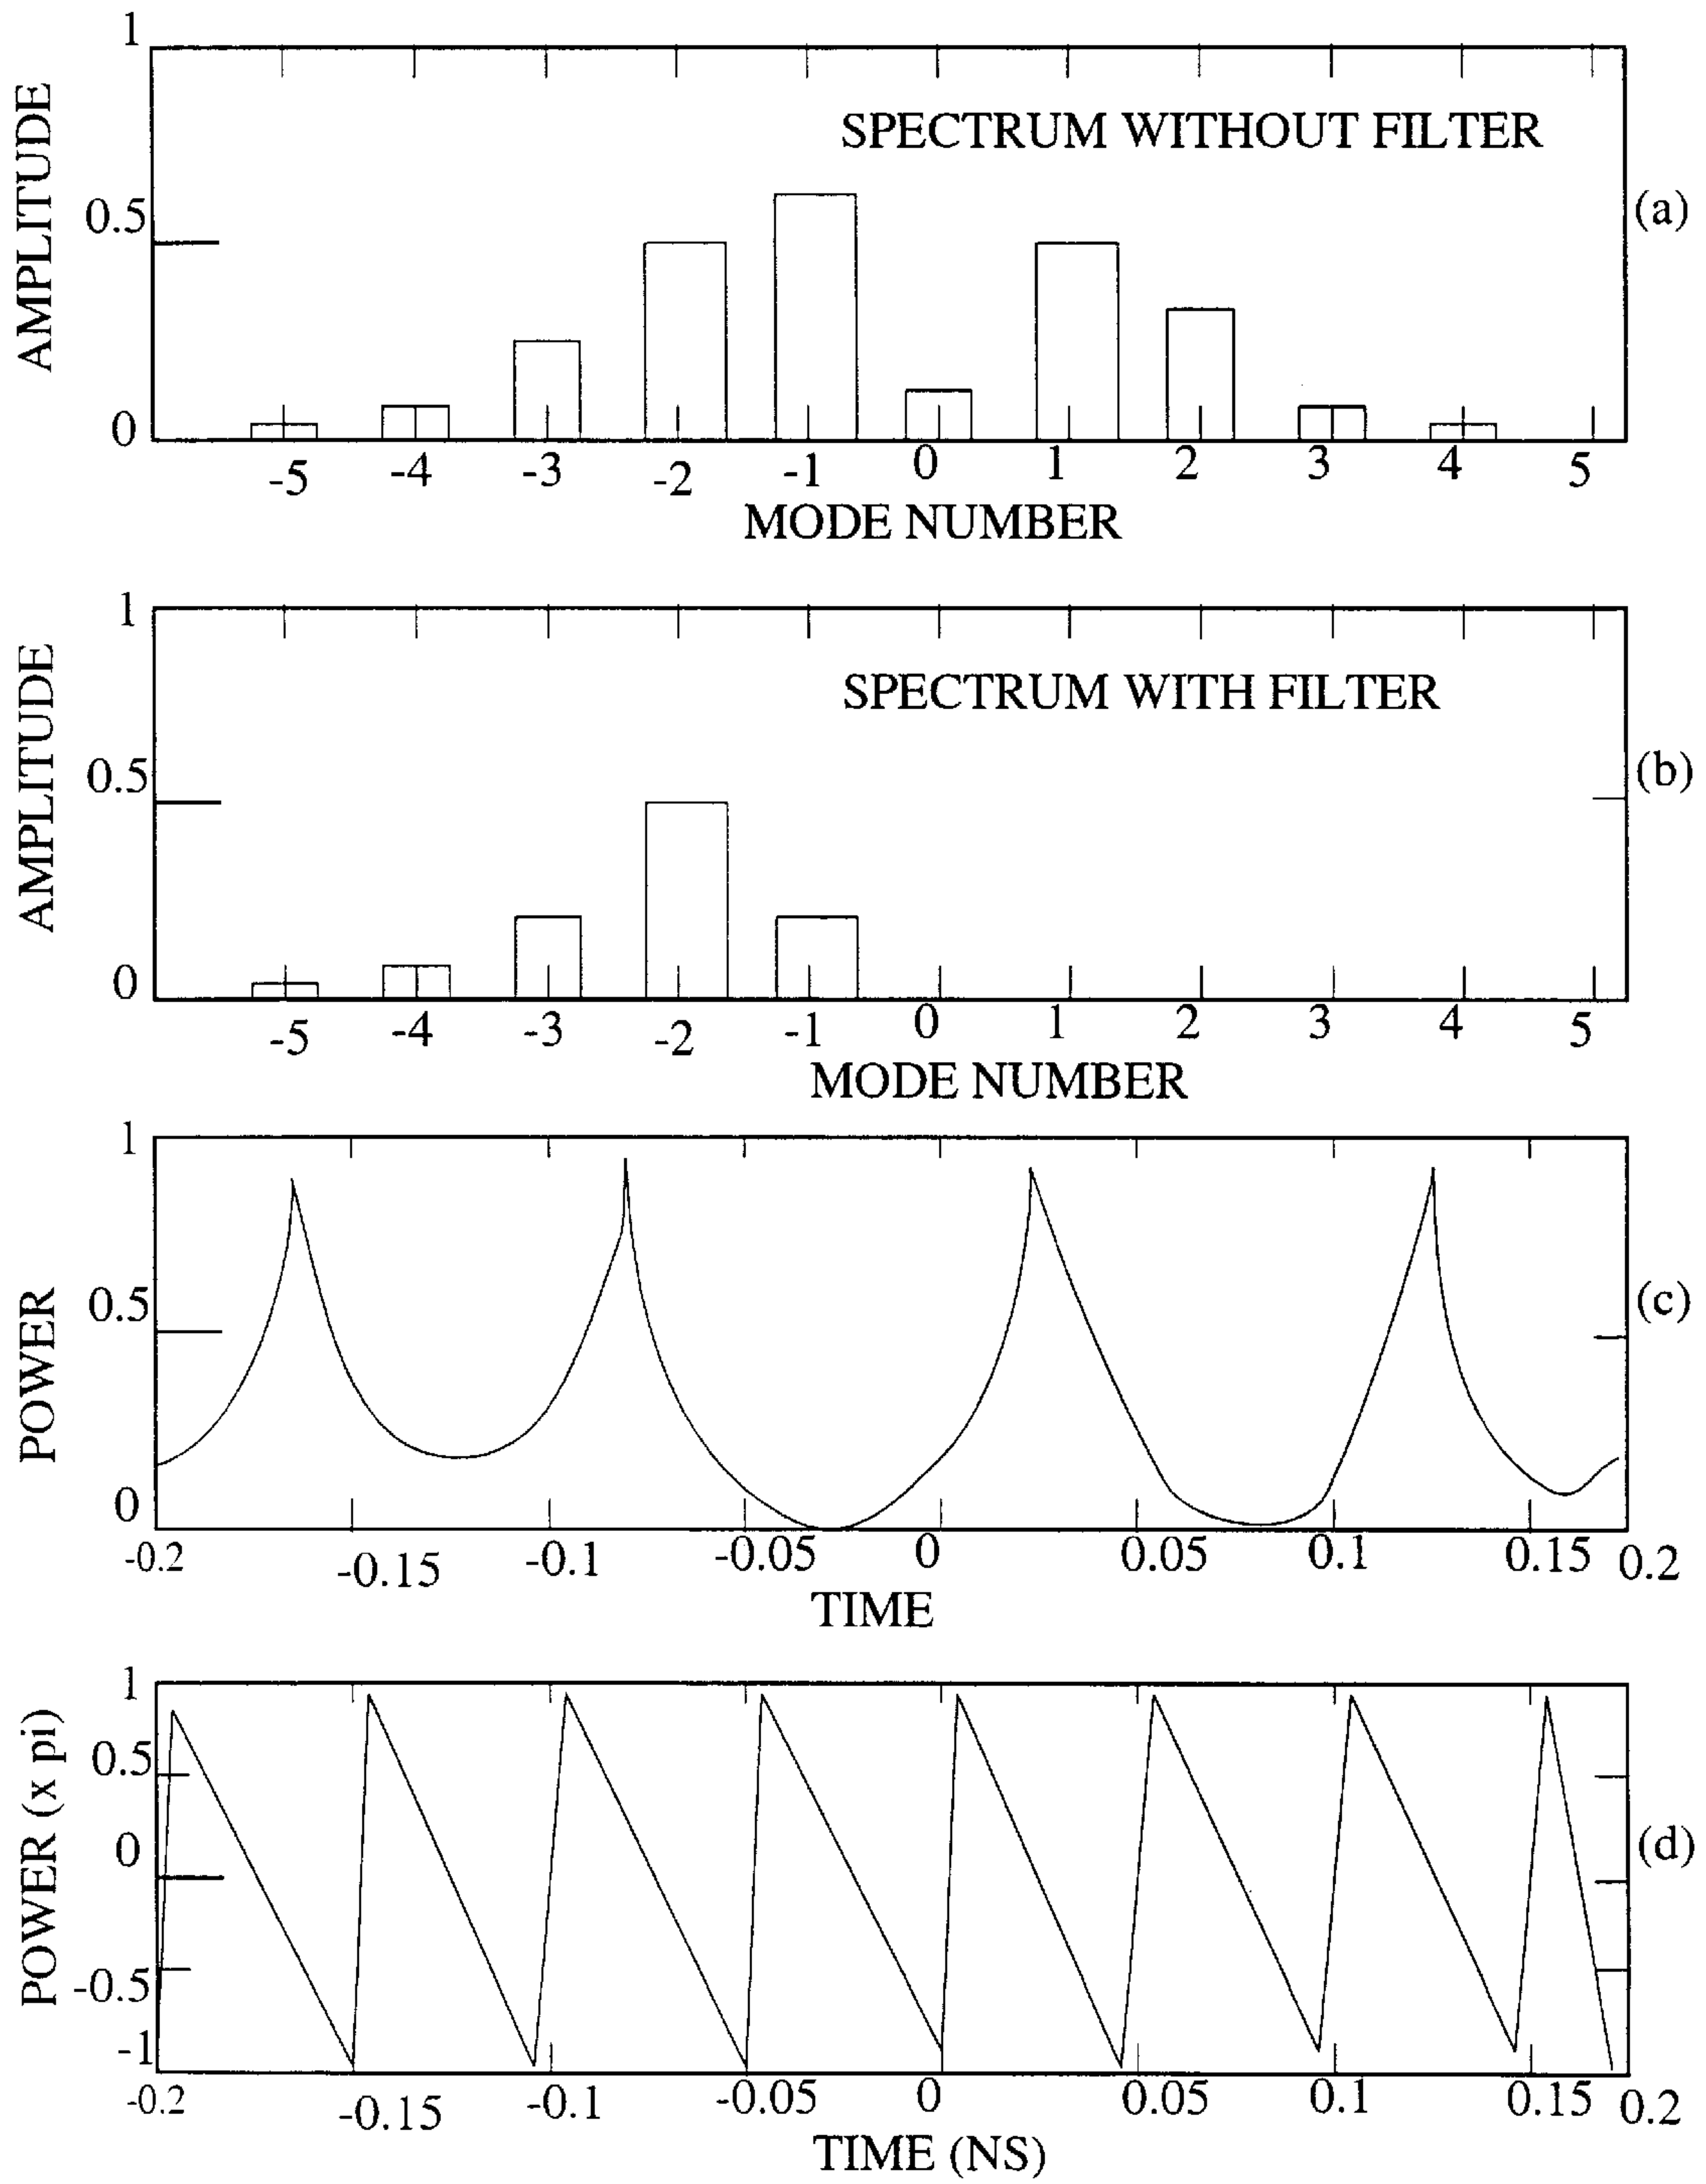 1
SPECTRUM WITHOUT FILTER
AMPLITUDE
0.5
(a)
0
-5 -4 -3 -2 -1 0 1 2 3 4 5
MODE NUMBER
1
SPECTRUM WITH FILTER
AMPLITUDE
0.5
(b)
0
-5 -4 -3 -2 -1 0 1 2 3 4 5
MODE NUMBER
1
POWER
0.5
(c)
0
-0.2 -0.15 -0.1 -0.05 0 0.05 0.1 0.15 0.2
TIME
1
POWER (x pi)
0.5
0
(d)
-0.5
-1
-0.2 -0.15 -0.1 -0.05 0 0.05 0.1 0.15 0.2
TIME (NS)